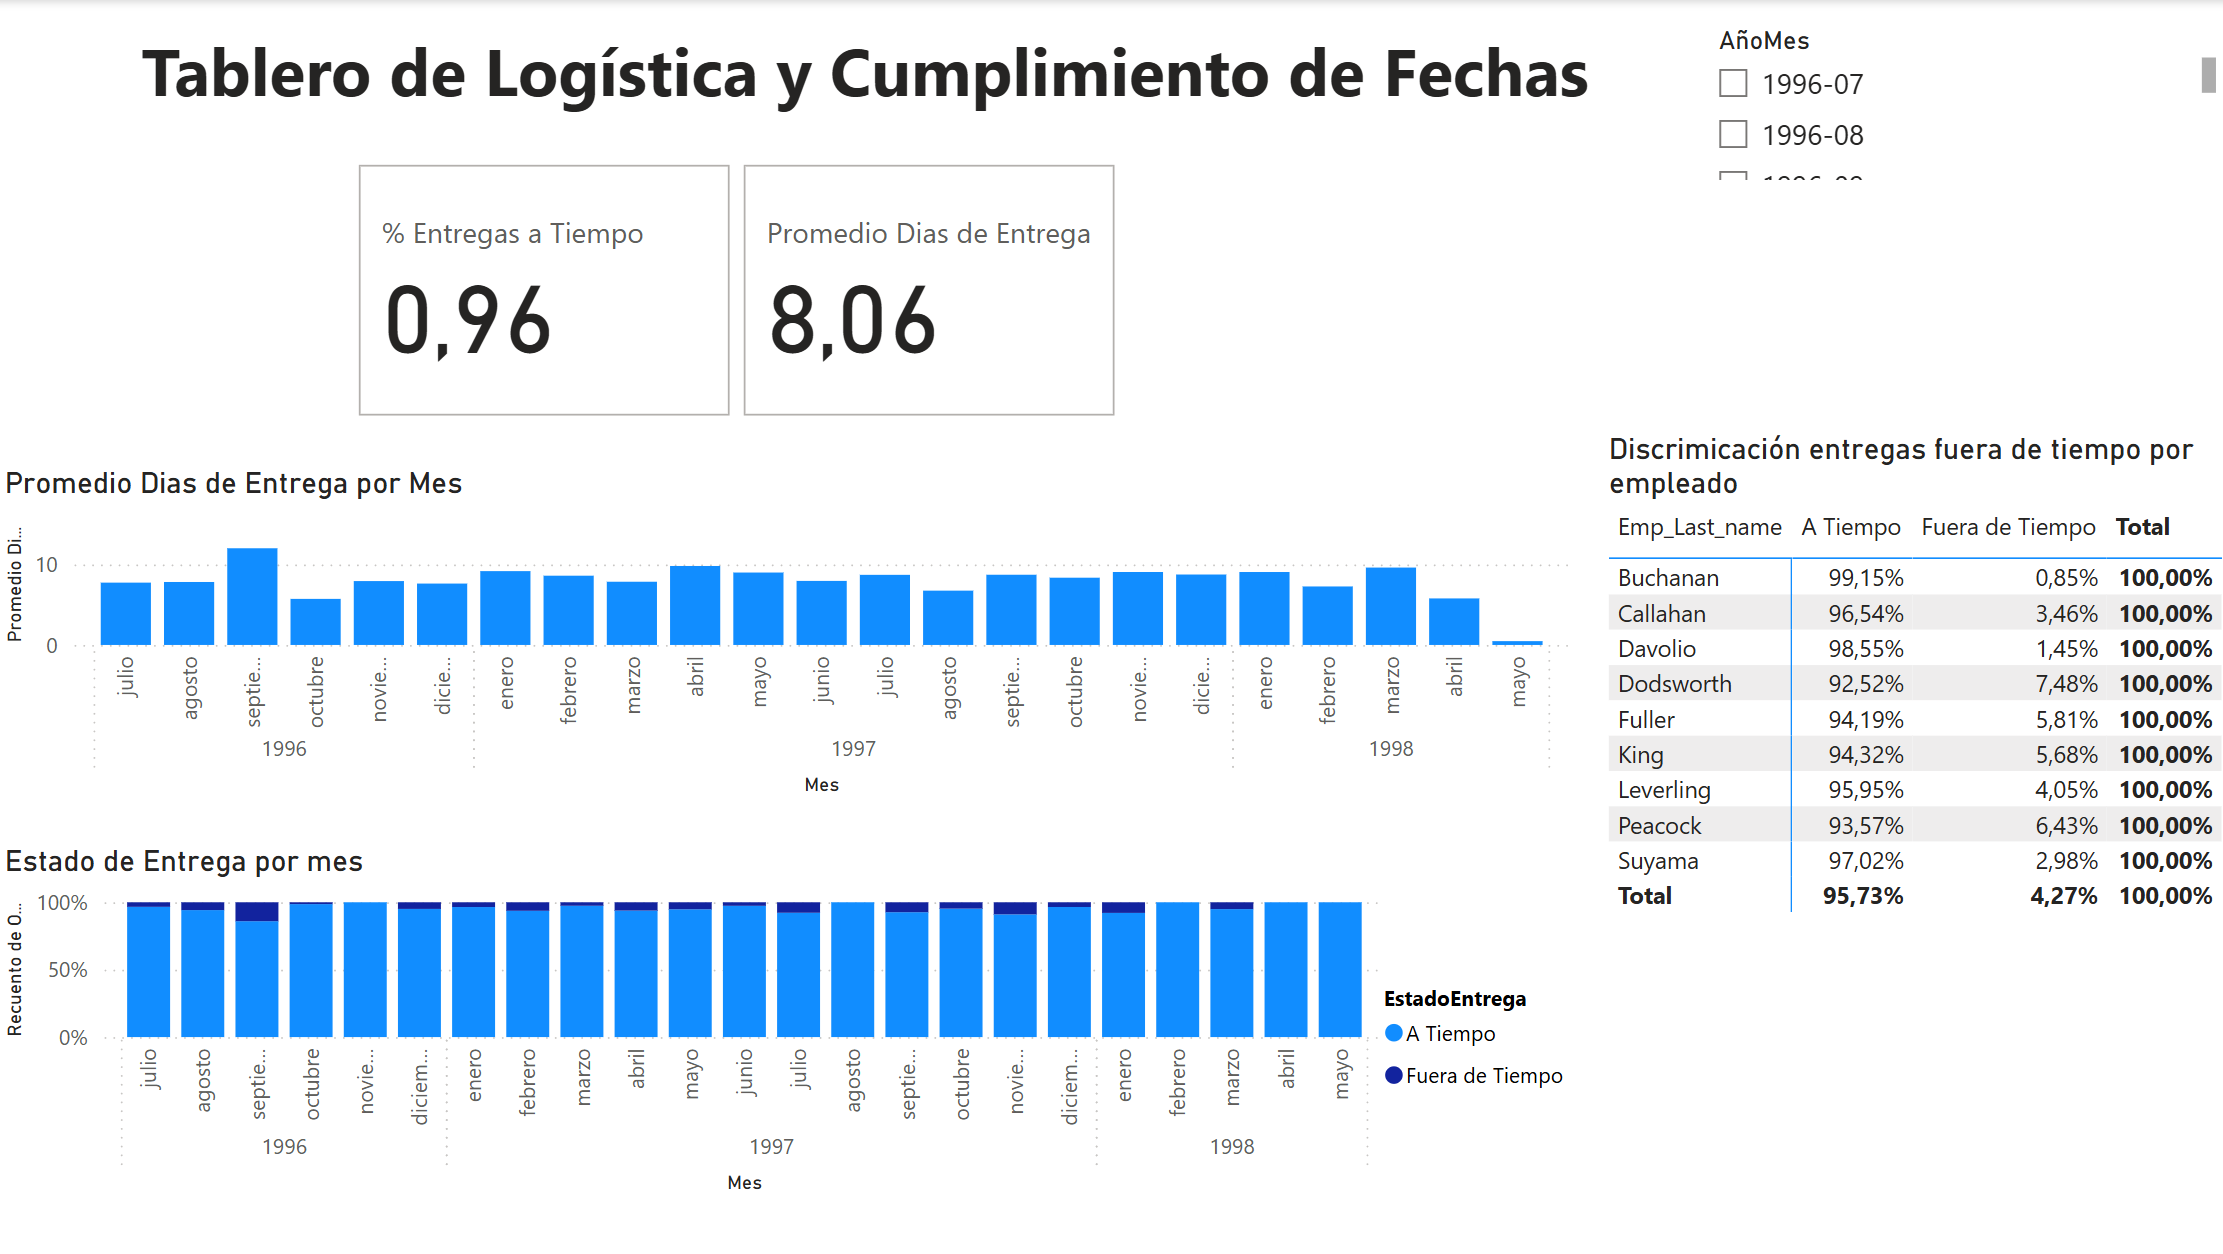 Tablero de Logística y Cumplimiento de Fechas
AñoMes
1996-07
1996-08
% Entregas a Tiempo
0,96
Promedio Dias de Entrega
8,06
Promedio Dias de Entrega por Mes
Promedio Di...
10
0
julio
agosto
septie...
octubre
novie...
dicie...
enero
febrero
marzo
abril
mayo
junio
julio
agosto
septie...
octubre
novie...
dicie...
enero
febrero
marzo
abril
mayo
1996
1997
1998
Mes
Estado de Entrega por mes
Recuento de O...
100%
50%
0%
julio
agosto
septie...
octubre
novie...
diciem...
enero
febrero
marzo
abril
mayo
junio
julio
agosto
septie...
octubre
novie...
diciem...
enero
febrero
marzo
abril
mayo
1996
1997
1998
Mes
EstadoEntrega
A Tiempo
Fuera de Tiempo
Discrimicación entregas fuera de tiempo por
empleado
Emp_Last_name A Tiempo Fuera de Tiempo Total
Buchanan 99,15% 0,85% 100,00%
Callahan 96,54% 3,46% 100,00%
Davolio 98,55% 1,45% 100,00%
Dodsworth 92,52% 7,48% 100,00%
Fuller 94,19% 5,81% 100,00%
King 94,32% 5,68% 100,00%
Leverling 95,95% 4,05% 100,00%
Peacock 93,57% 6,43% 100,00%
Suyama 97,02% 2,98% 100,00%
Total 95,73% 4,27% 100,00%